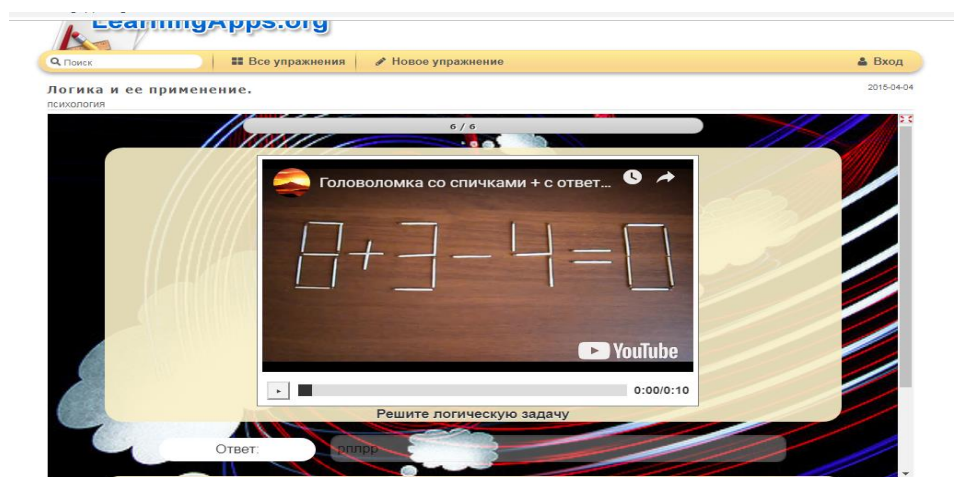 LearningApps.org
Поиск
Все упражнения
Новое упражнение
Вход
Логика и ее применение.
2015-04-04
психология
6 / 6
Головоломка со спичками + с ответ...
8+3-4=0
YouTube
0:00/0:10
Решите логическую задачу
Ответ:
рплрр